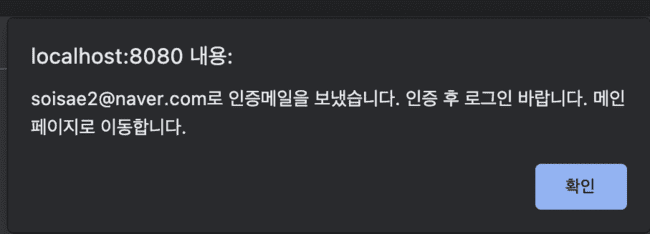 localhost:8080 내용:
soisae2@naver.com로 인증메일을 보냈습니다. 인증 후 로그인 바랍니다. 메인
페이지로 이동합니다.
확인